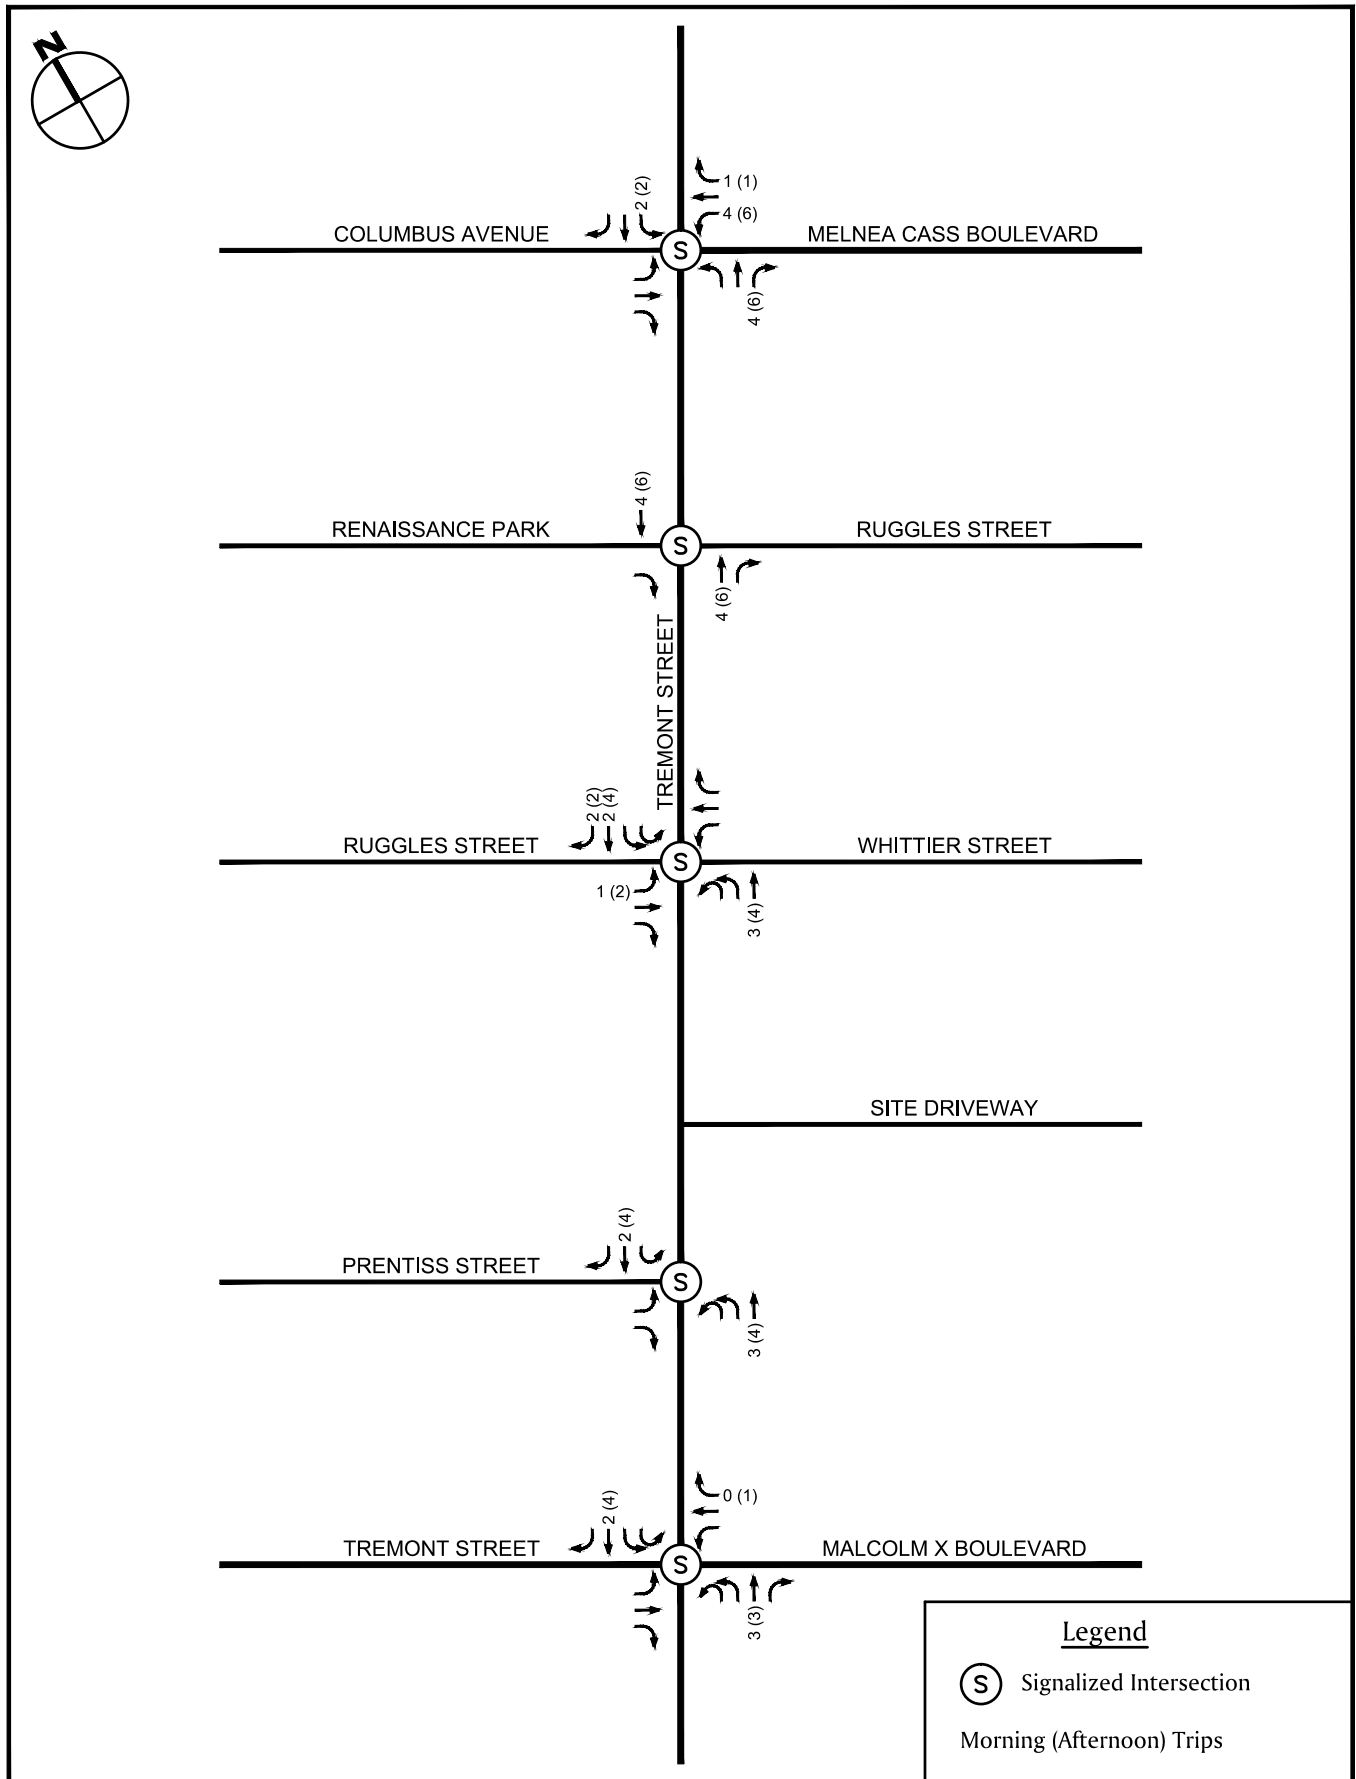 N
2 (2)
1 (1)
4 (6)
COLUMBUS AVENUE
S
MELNEA CASS BOULEVARD
4 (6)
4 (6)
RENAISSANCE PARK
S
RUGGLES STREET
4 (6)
TREMONT STREET
2 (2)
2 (4)
RUGGLES STREET
S
WHITTIER STREET
1 (2)
3 (4)
SITE DRIVEWAY
2 (4)
PRENTISS STREET
S
3 (4)
2 (4)
0 (1)
TREMONT STREET
S
MALCOLM X BOULEVARD
3 (3)
Legend
S Signalized Intersection
Morning (Afternoon) Trips